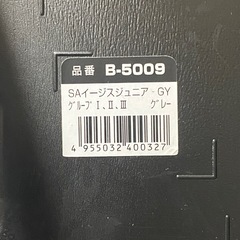 品番 B-5009
SAイージスジュニア・GY
グループⅠ、Ⅱ、Ⅲ グレー
4 955032 400327